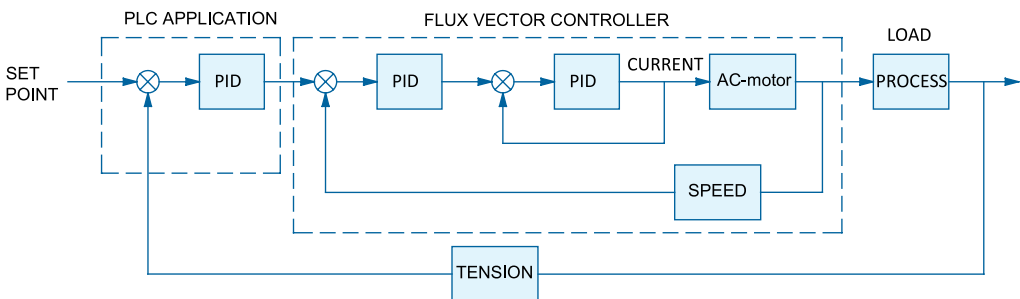 PLC APPLICATION
FLUX VECTOR CONTROLLER
LOAD
SET
POINT
PID
PID
PID
CURRENT
AC-motor
PROCESS
SPEED
TENSION